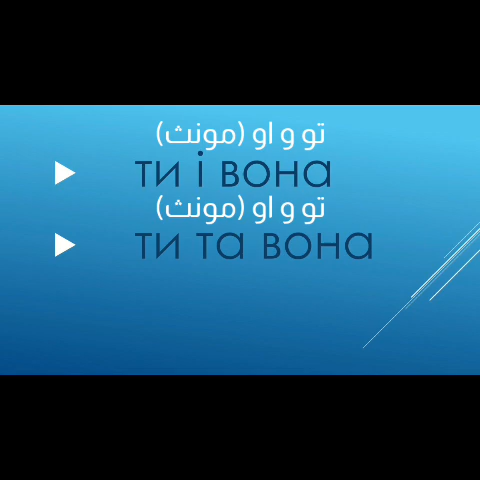 تو و او (مونث)
ти і вона
تو و او (مونث)
ти та вона